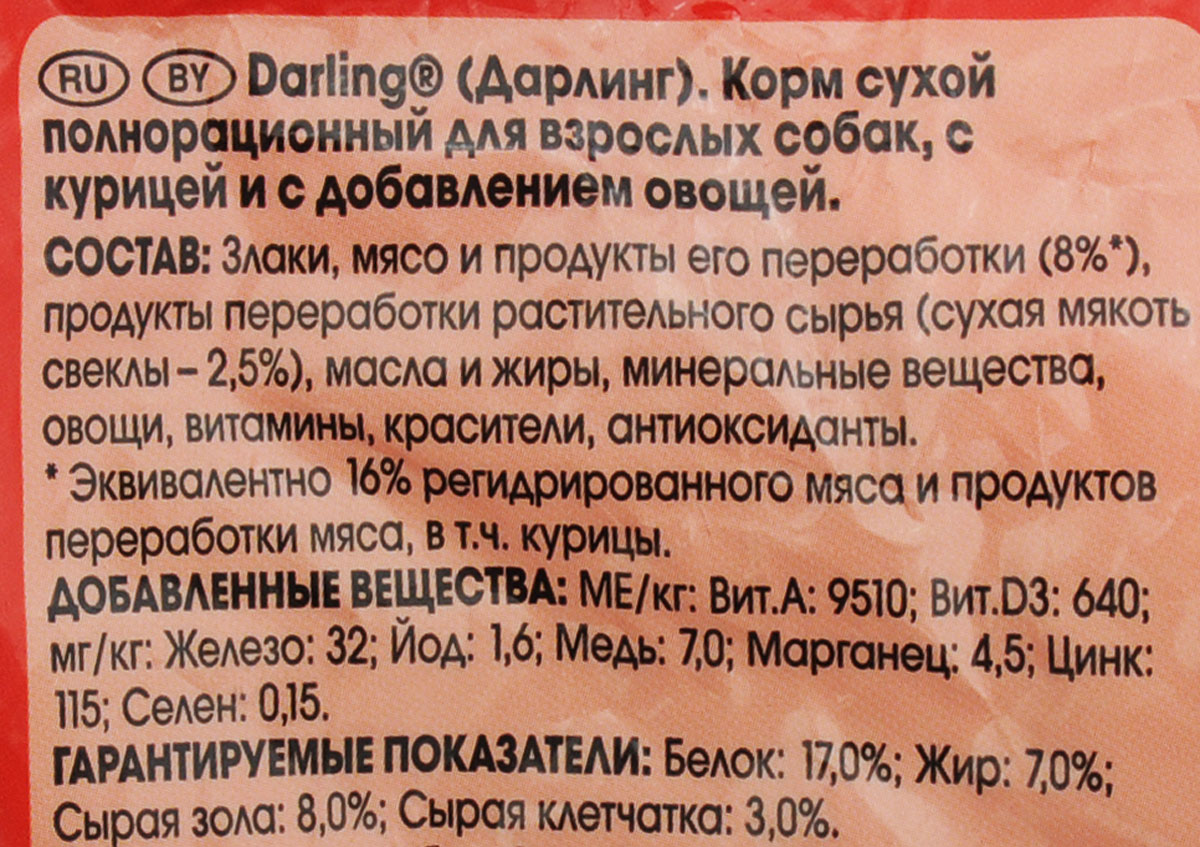 RU BY Darling® (Дарлинг). Корм сухой
полнорационный для взрослых собак, с
курицей и с добавлением овощей.
СОСТАВ: Злаки, мясо и продукты его переработки (8%*),
продукты переработки растительного сырья (сухая мякоть
свеклы – 2,5%), масла и жиры, минеральные вещества,
овощи, витамины, красители, антиоксиданты.
* Эквивалентно 16% регидрированного мяса и продуктов
переработки мяса, в т.ч. курицы.
ДОБАВЛЕННЫЕ ВЕЩЕСТВА: МЕ/кг: Вит.А: 9510; Вит.D3: 640;
мг/кг: Железо: 32; Йод: 1,6; Медь: 7,0; Марганец: 4,5; Цинк:
115; Селен: 0,15.
ГАРАНТИРУЕМЫЕ ПОКАЗАТЕЛИ: Белок: 17,0%; Жир: 7,0%;
Сырая зола: 8,0%; Сырая клетчатка: 3,0%.